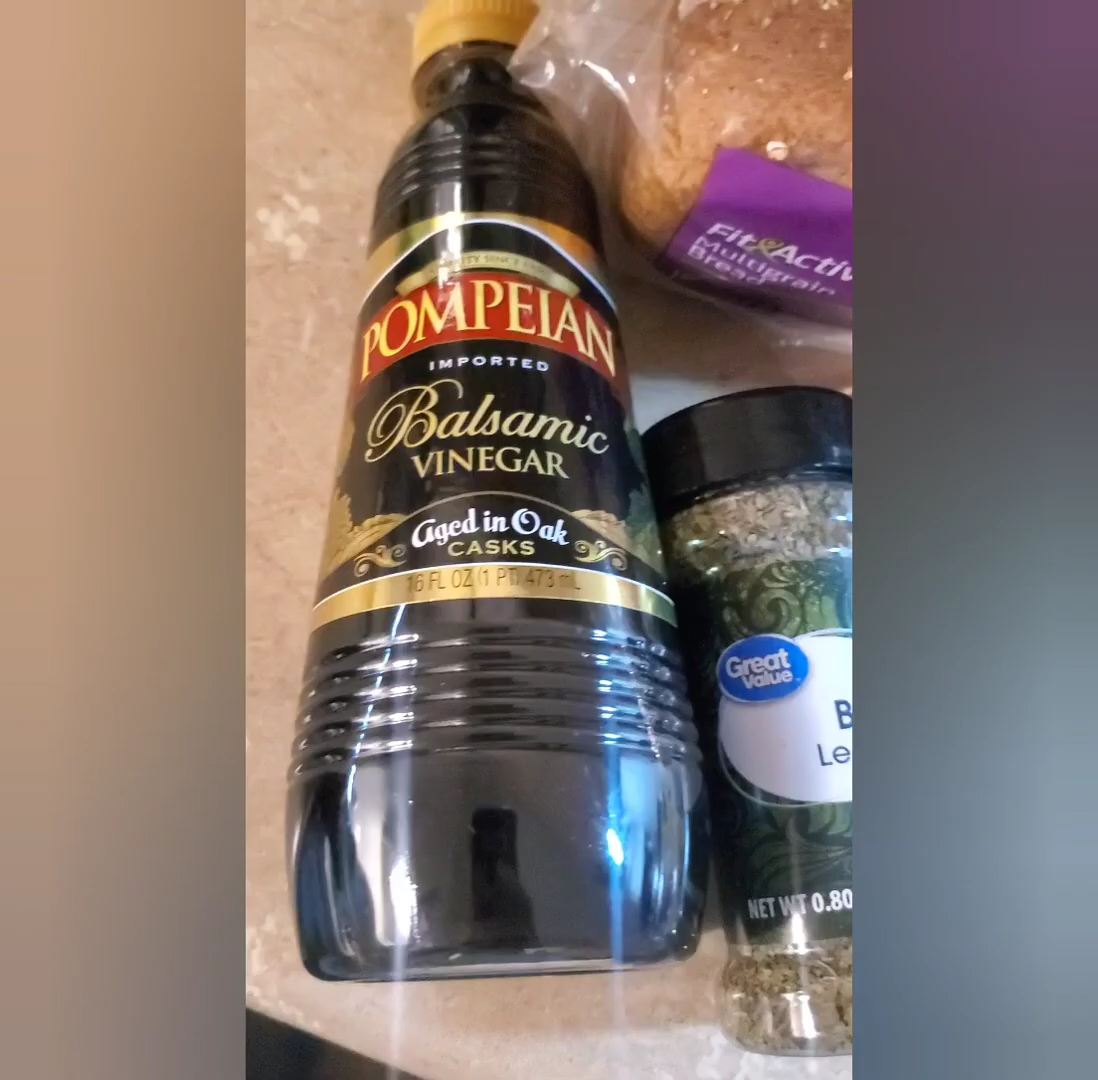 POMPEIAN
IMPORTED
Balsamic
VINEGAR
Aged in Oak
CASKS
16 FL OZ (1 PT) 473 mL
Fit&Activ
Multigrain
Bread
Great
Value
B
Le
NET WT 0.80